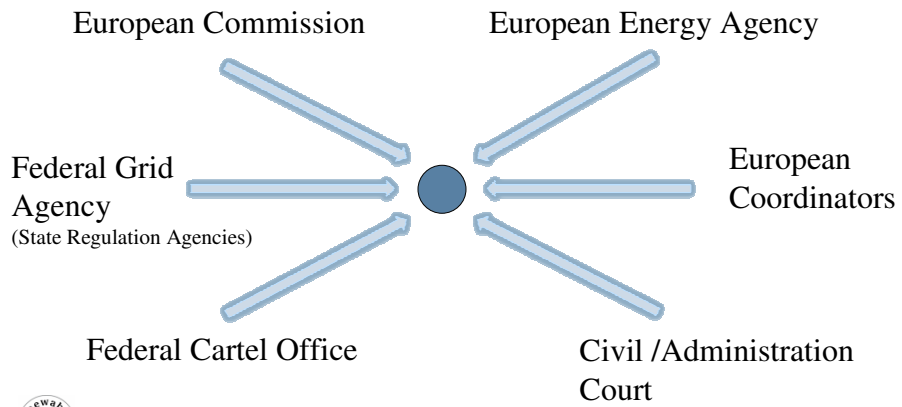 European Commission
European Energy Agency
Federal Grid
Agency
(State Regulation Agencies)
European
Coordinators
Federal Cartel Office
Civil /Administration
Court